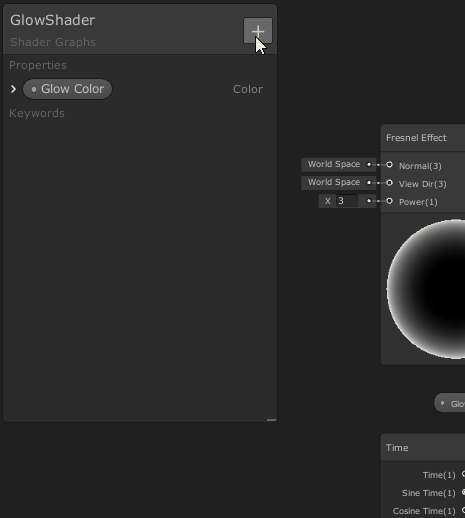 GlowShader
Shader Graphs
Properties
Glow Color Color
Keywords
Fresnel Effect
World Space Normal(3)
World Space View Dir(3)
X 3 Power(1)
Time
Time(1)
Sine Time(1)
Cosine Time(1)